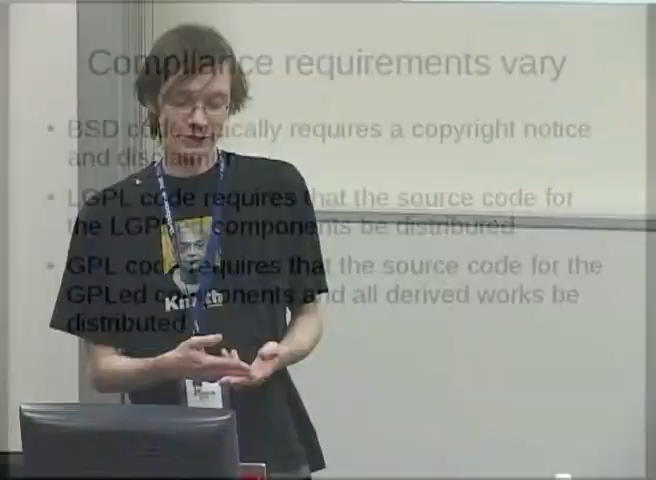 Compliance requirements vary
• BSD code typically requires a copyright notice
and disclaimer
• LGPL code requires that the source code for
the LGPLed components be distributed
• GPL code requires that the source code for the
GPLed components and all derived works be
distributed
Knuth